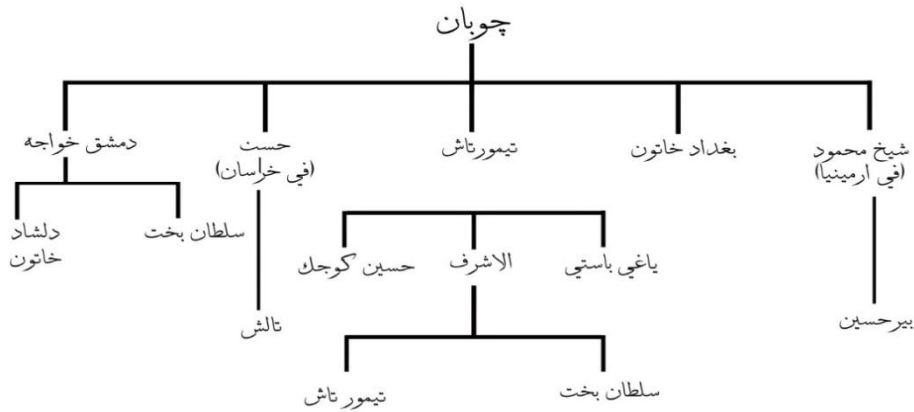 چوبان
شيخ محمود
(في ارمينيا)
بغداد خاتون
تيمورتاش
حست
(في خراسان)
دمشق خواجه
ياغي باستي
الاشرف
حسين كوجك
سلطان بخت
دلشاد
خاتون
بيرحسين
تالش
سلطان بخت
تيمور تاش